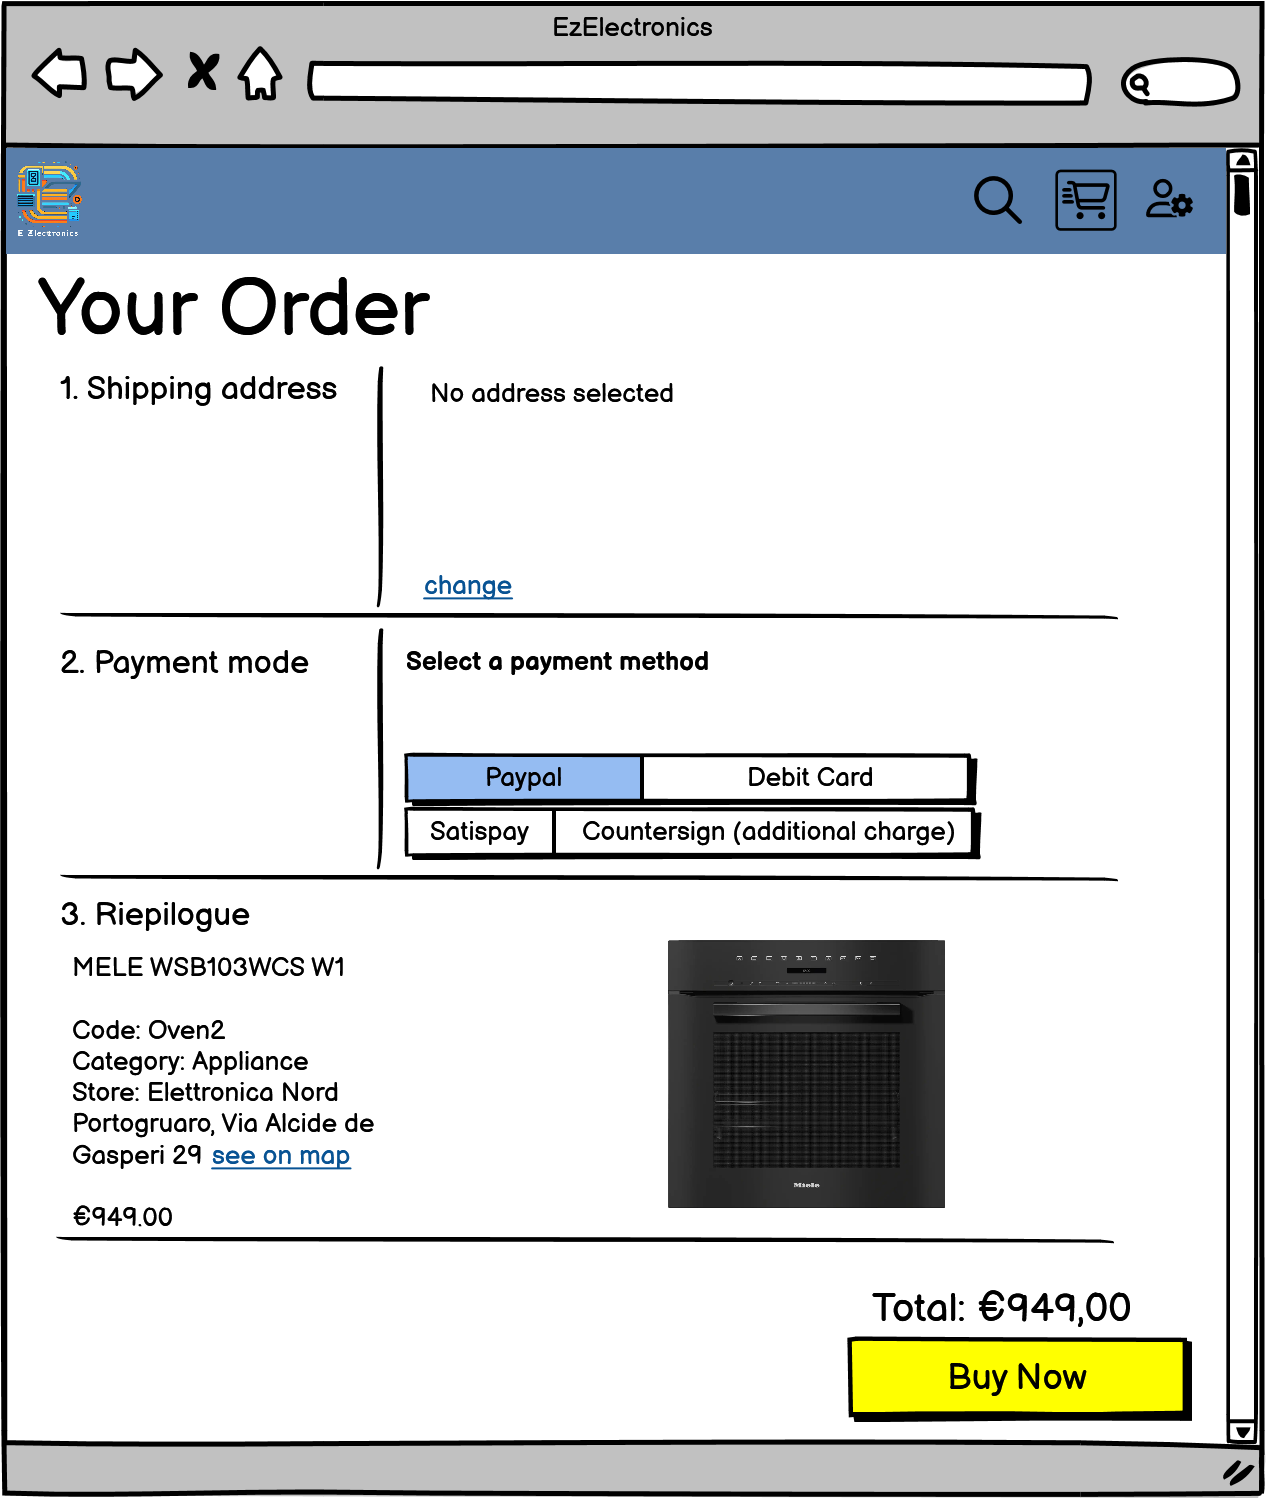 EzElectronics
E Zlectronics
Your Order
1. Shipping address
No address selected
change
2. Payment mode
Select a payment method
Paypal
Debit Card
Satispay
Countersign (additional charge)
3. Riepilogue
MELE WSB103WCS W1
Code: Oven2
Category: Appliance
Store: Elettronica Nord
Portogruaro, Via Alcide de
Gasperi 29 see on map
€949.00
Miele
Total: €949,00
Buy Now